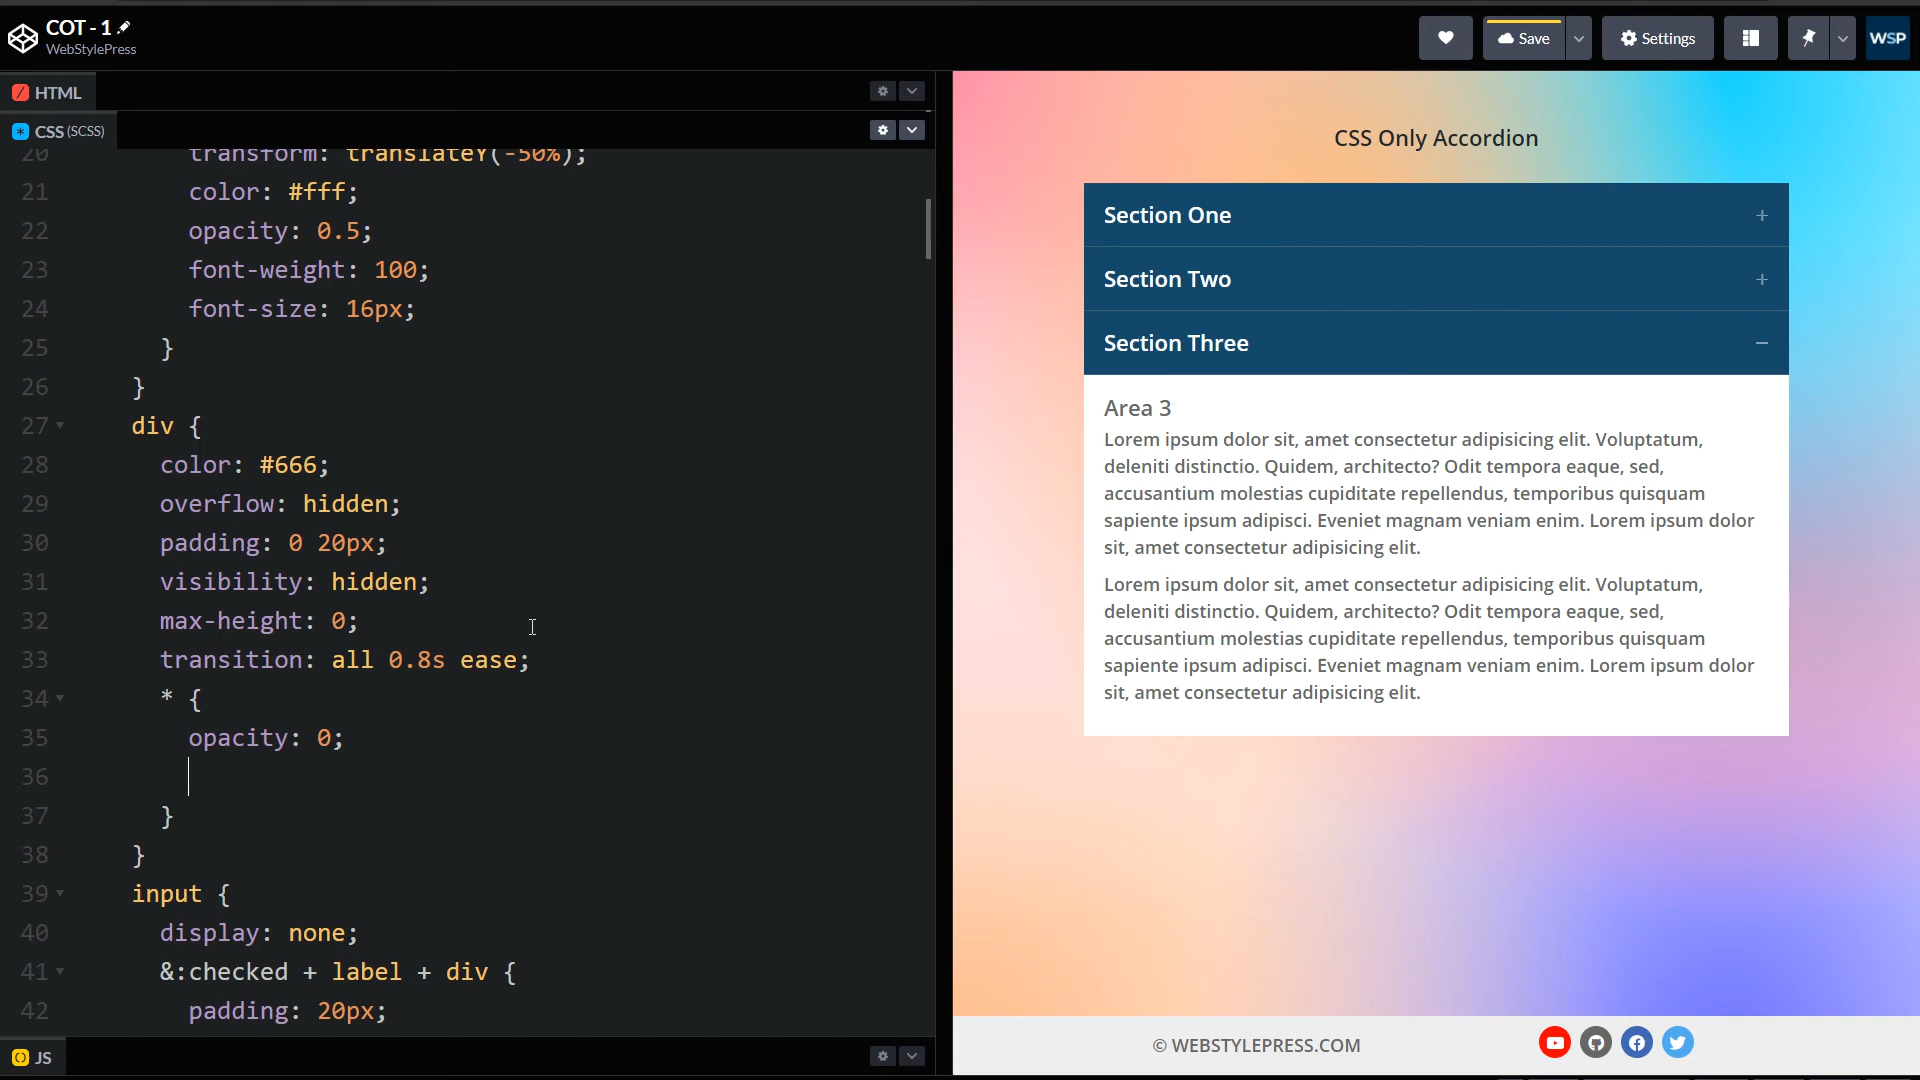 COT - 1
WebStylePress
Save
Settings
WSP
HTML
CSS (SCSS)
20 transform: translateY(-50%);
21 color: #fff;
22 opacity: 0.5;
23 font-weight: 100;
24 font-size: 16px;
25 }
26 }
27 div {
28 color: #666;
29 overflow: hidden;
30 padding: 0 20px;
31 visibility: hidden;
32 max-height: 0;
33 transition: all 0.8s ease;
34 * {
35 opacity: 0;
36
37 }
38 }
39 input {
40 display: none;
41 &:checked + label + div {
42 padding: 20px;
JS
CSS Only Accordion
Section One +
Section Two +
Section Three −
Area 3
Lorem ipsum dolor sit, amet consectetur adipisicing elit. Voluptatum,
deleniti distinctio. Quidem, architecto? Odit tempora eaque, sed,
accusantium molestias cupiditate repellendus, temporibus quisquam
sapiente ipsum adipisci. Eveniet magnam veniam enim. Lorem ipsum dolor
sit, amet consectetur adipisicing elit.
Lorem ipsum dolor sit, amet consectetur adipisicing elit. Voluptatum,
deleniti distinctio. Quidem, architecto? Odit tempora eaque, sed,
accusantium molestias cupiditate repellendus, temporibus quisquam
sapiente ipsum adipisci. Eveniet magnam veniam enim. Lorem ipsum dolor
sit, amet consectetur adipisicing elit.
© WEBSTYLEPRESS.COM